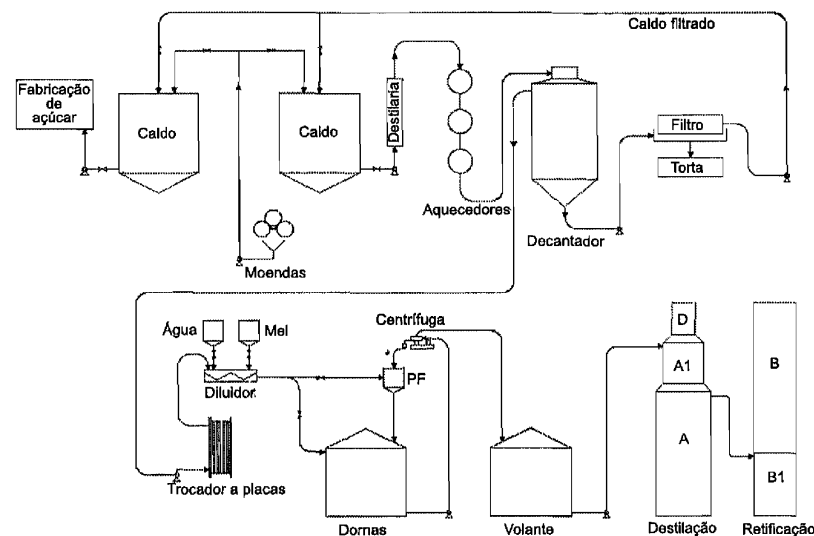 Caldo filtrado
Fabricação
de
açúcar
Caldo
Caldo
Destilaria
Aquecedores
Decantador
Filtro
Torta
Moendas
Água
Mel
Diluidor
Centrífuga
PF
Trocador a placas
Dornas
Volante
D
A1
A
Destilação
B
B1
Retificação